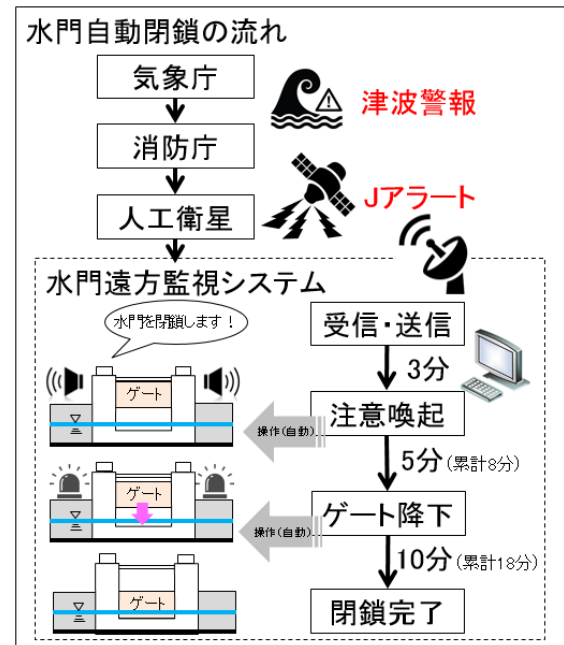 水門自動閉鎖の流れ
気象庁
津波警報
消防庁
Jアラート
人工衛星
水門遠方監視システム
水門を閉鎖します！
受信・送信
3分
ゲート
注意喚起
操作(自動)
5分(累計8分)
ゲート
ゲート降下
操作(自動)
10分(累計18分)
ゲート
閉鎖完了